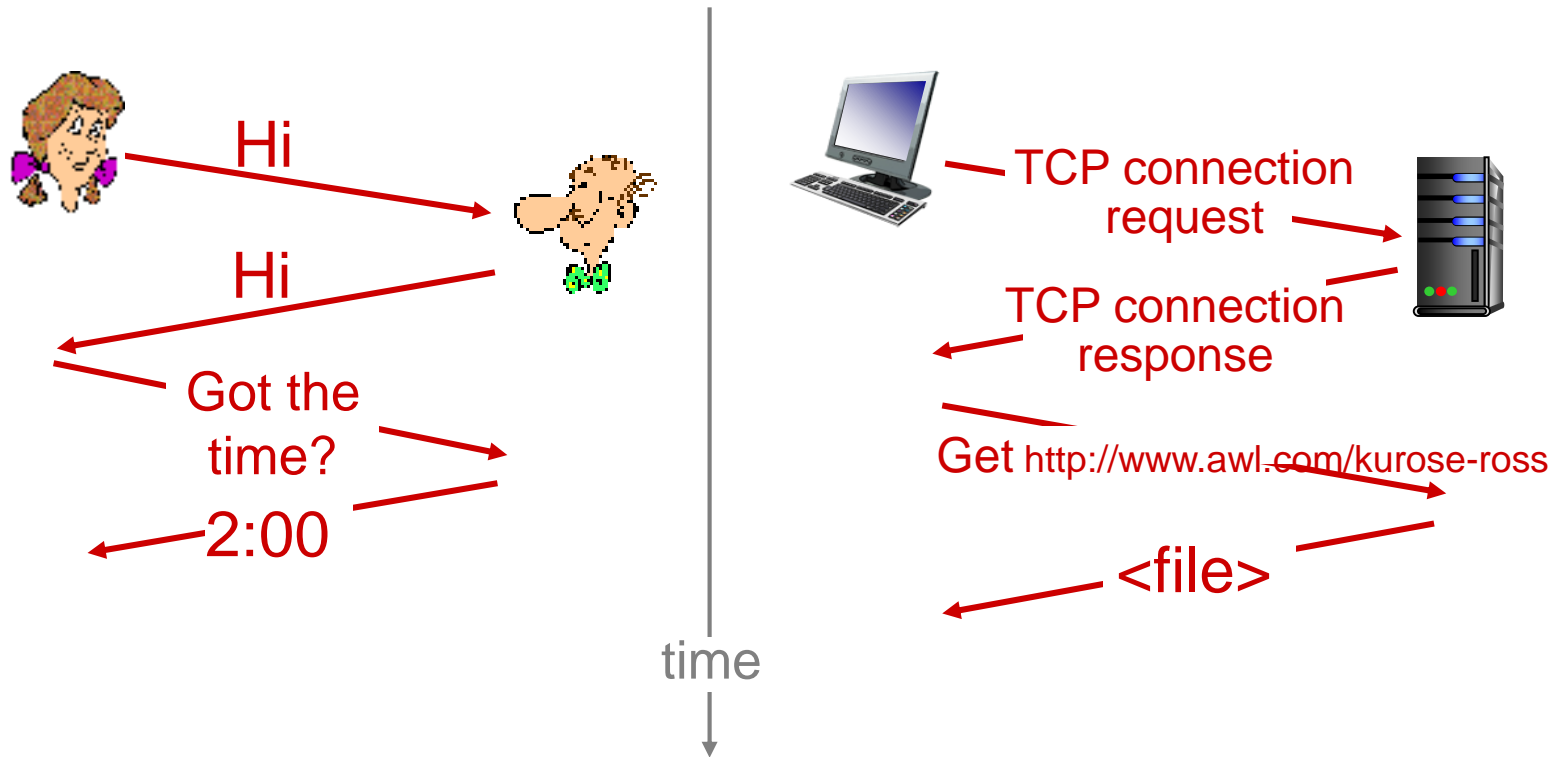 Hi
Hi
Got the
time?
2:00
TCP connection
request
TCP connection
response
Get http://www.awl.com/kurose-ross
<file>
time